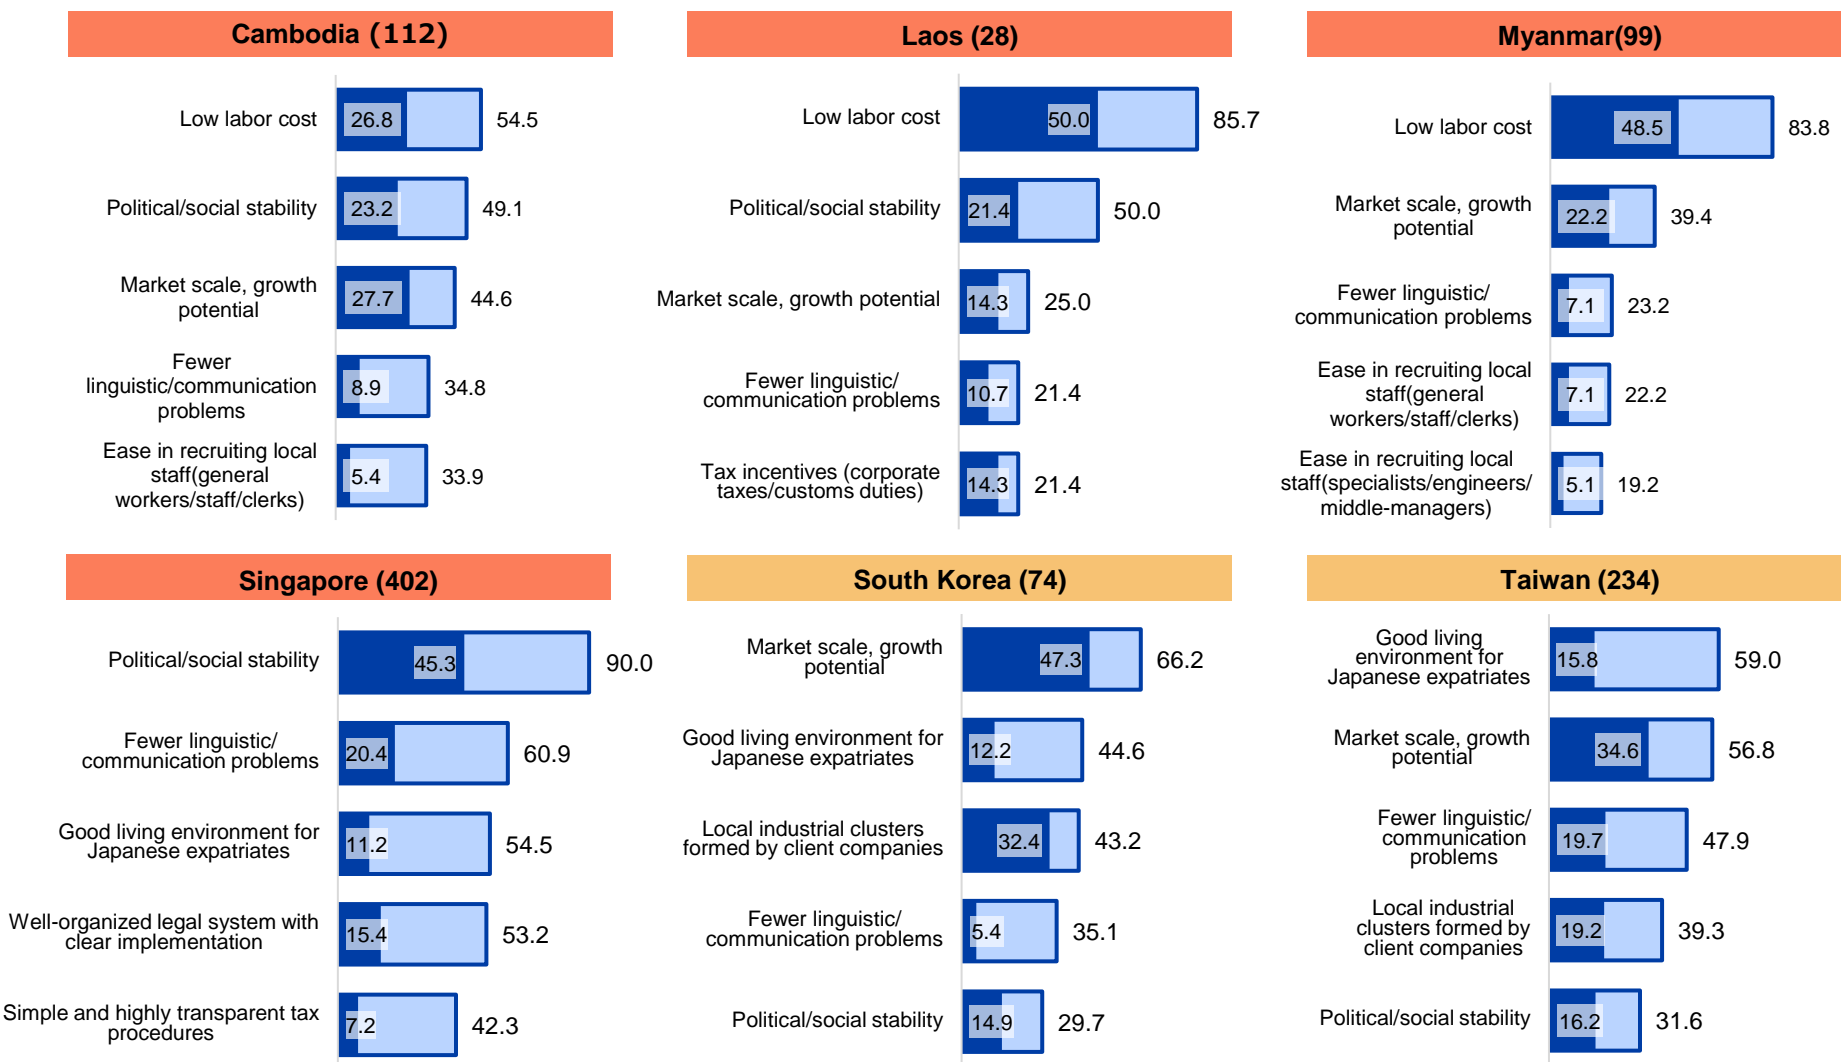 Cambodia (112)
Low labor cost
26.8
54.5
Political/social stability
23.2
49.1
Market scale, growth
potential
27.7
44.6
Fewer
linguistic/communication
problems
8.9
34.8
Ease in recruiting local
staff(general
workers/staff/clerks)
5.4
33.9
Laos (28)
Low labor cost
50.0
85.7
Political/social stability
21.4
50.0
Market scale, growth potential
14.3
25.0
Fewer linguistic/
communication problems
10.7
21.4
Tax incentives (corporate
taxes/customs duties)
14.3
21.4
Myanmar(99)
Low labor cost
48.5
83.8
Market scale, growth
potential
22.2
39.4
Fewer linguistic/
communication problems
7.1
23.2
Ease in recruiting local
staff(general
workers/staff/clerks)
7.1
22.2
Ease in recruiting local
staff(specialists/engineers/
middle-managers)
5.1
19.2
Singapore (402)
Political/social stability
45.3
90.0
Fewer linguistic/
communication problems
20.4
60.9
Good living environment for
Japanese expatriates
11.2
54.5
Well-organized legal system with
clear implementation
15.4
53.2
Simple and highly transparent tax
procedures
7.2
42.3
South Korea (74)
Market scale, growth
potential
47.3
66.2
Good living environment for
Japanese expatriates
12.2
44.6
Local industrial clusters
formed by client companies
32.4
43.2
Fewer linguistic/
communication problems
5.4
35.1
Political/social stability
14.9
29.7
Taiwan (234)
Good living
environment for
Japanese expatriates
15.8
59.0
Market scale, growth
potential
34.6
56.8
Fewer linguistic/
communication
problems
19.7
47.9
Local industrial
clusters formed by
client companies
19.2
39.3
Political/social stability
16.2
31.6